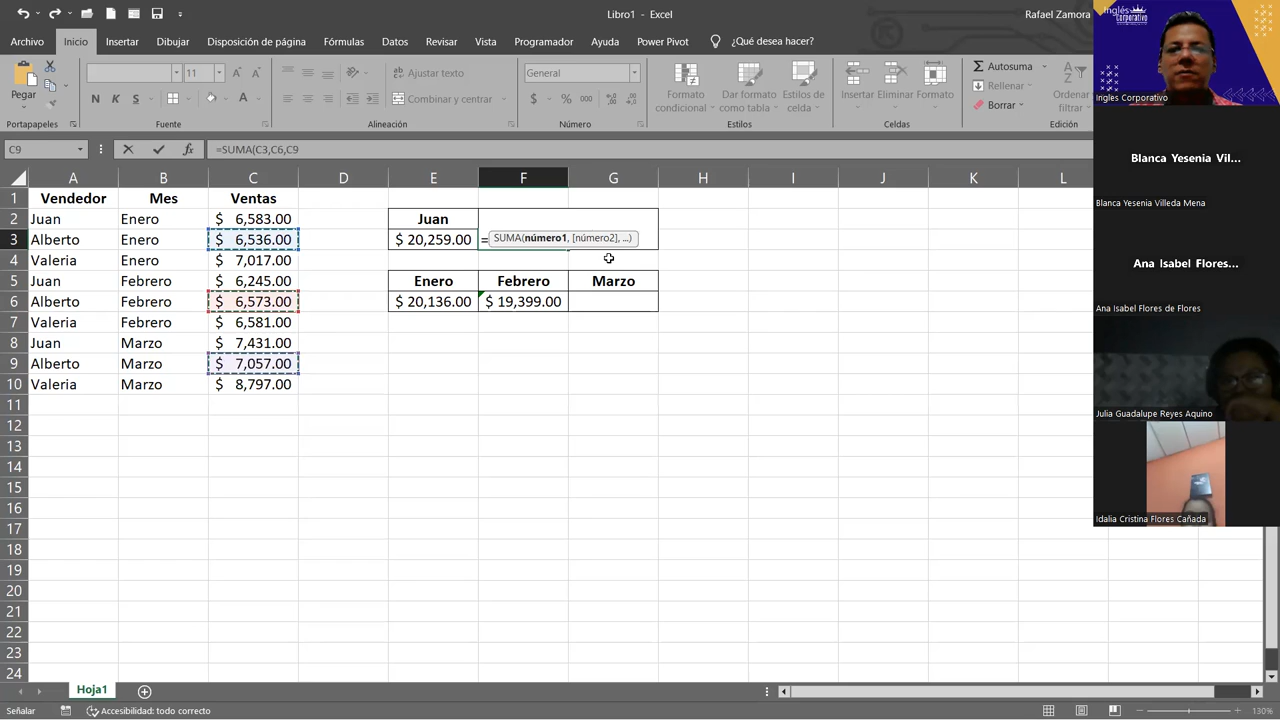 Libro1 - Excel
Rafael Zamora
Archivo Inicio Insertar Dibujar Disposición de página Fórmulas Datos Revisar Vista Programador Ayuda Power Pivot ¿Qué desea hacer?
Pegar
N K S
11
A A
Ajustar texto
Combinar y centrar
General
$ % 000
Formato condicional
Dar formato como tabla
Estilos de celda
Insertar Eliminar Formato
Autosuma
Rellenar
Borrar
Ordenar
filtrar
Portapapeles Fuente Alineación Número Estilos Celdas Edición
C9 fx =SUMA(C3,C6,C9
A B C D E F G H I J K L
1 Vendedor Mes Ventas
2 Juan Enero $ 6,583.00 Juan
3 Alberto Enero $ 6,536.00 $ 20,259.00 = SUMA(número1, [número2], ...)
4 Valeria Enero $ 7,017.00
5 Juan Febrero $ 6,245.00 Enero Febrero Marzo
6 Alberto Febrero $ 6,573.00 $ 20,136.00 $ 19,399.00
7 Valeria Febrero $ 6,581.00
8 Juan Marzo $ 7,431.00
9 Alberto Marzo $ 7,057.00
10 Valeria Marzo $ 8,797.00
11
12
13
14
15
16
17
18
19
20
21
22
23
24
Hoja1
Señalar Accesibilidad: todo correcto 130%
Inglés
Corporativo
Ingles Corporativo
Blanca Yesenia Vil...
Blanca Yesenia Villeda Mena
Ana Isabel Flores...
Ana Isabel Flores de Flores
Julia Guadalupe Reyes Aquino
Idalia Cristina Flores Cañada